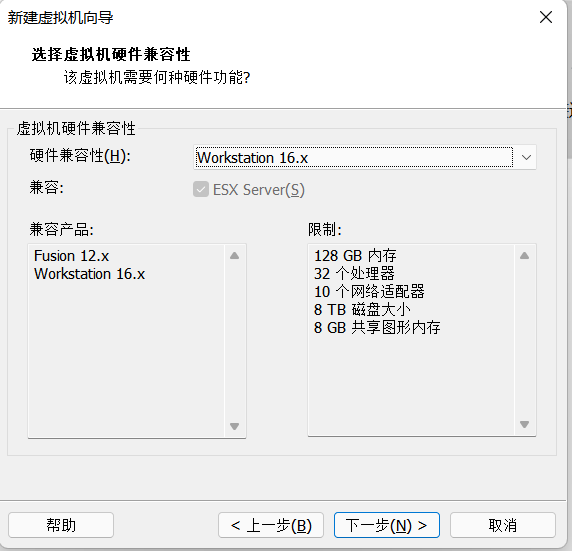 新建虚拟机向导
选择虚拟机硬件兼容性
该虚拟机需要何种硬件功能?
虚拟机硬件兼容性
硬件兼容性(H): Workstation 16.x
兼容: ESX Server(S)
兼容产品:
Fusion 12.x
Workstation 16.x
限制:
128 GB 内存
32 个处理器
10 个网络适配器
8 TB 磁盘大小
8 GB 共享图形内存
帮助 < 上一步(B) 下一步(N) > 取消